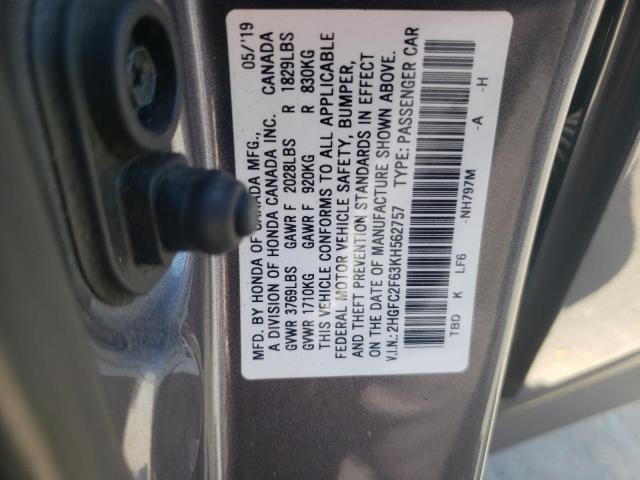 MFD. BY HONDA OF CANADA MFG., 05/'19
A DIVISION OF HONDA CANADA INC. CANADA
GVWR 3769LBS GAWR F 2028LBS R 1829LBS
GVWR 1710KG GAWR F 920KG R 830KG
THIS VEHICLE CONFORMS TO ALL APPLICABLE
FEDERAL MOTOR VEHICLE SAFETY, BUMPER,
AND THEFT PREVENTION STANDARDS IN EFFECT
ON THE DATE OF MANUFACTURE SHOWN ABOVE.
V.I.N.: 2HGFC2F63KH562757 TYPE: PASSENGER CAR
TBD K LF6 -NH797M -A -H